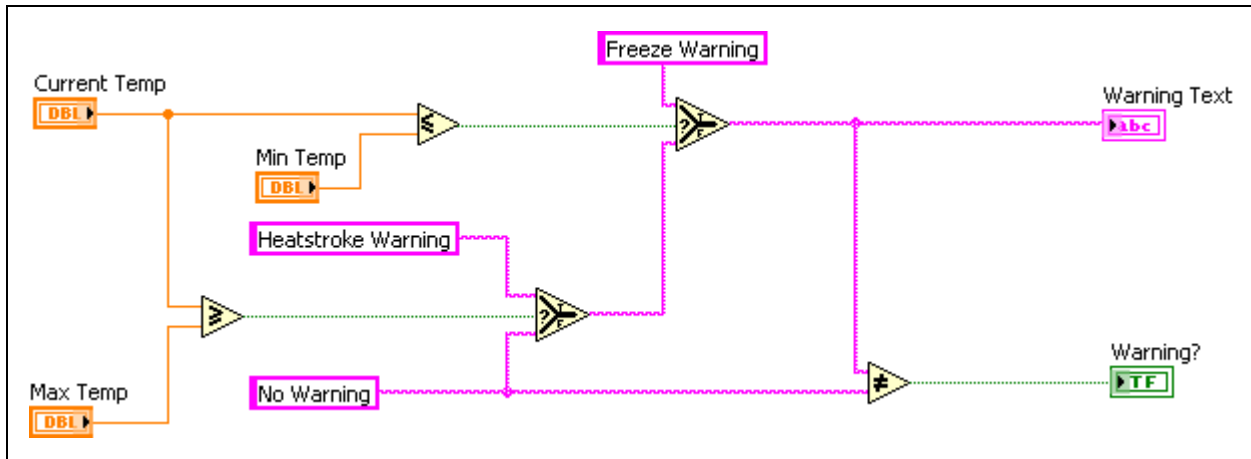 Freeze Warning
Current Temp
DBL
Warning Text
abc
≤
?
T
F
Min Temp
DBL
Heatstroke Warning
≥
?
T
F
Warning?
TF
No Warning
≠
Max Temp
DBL